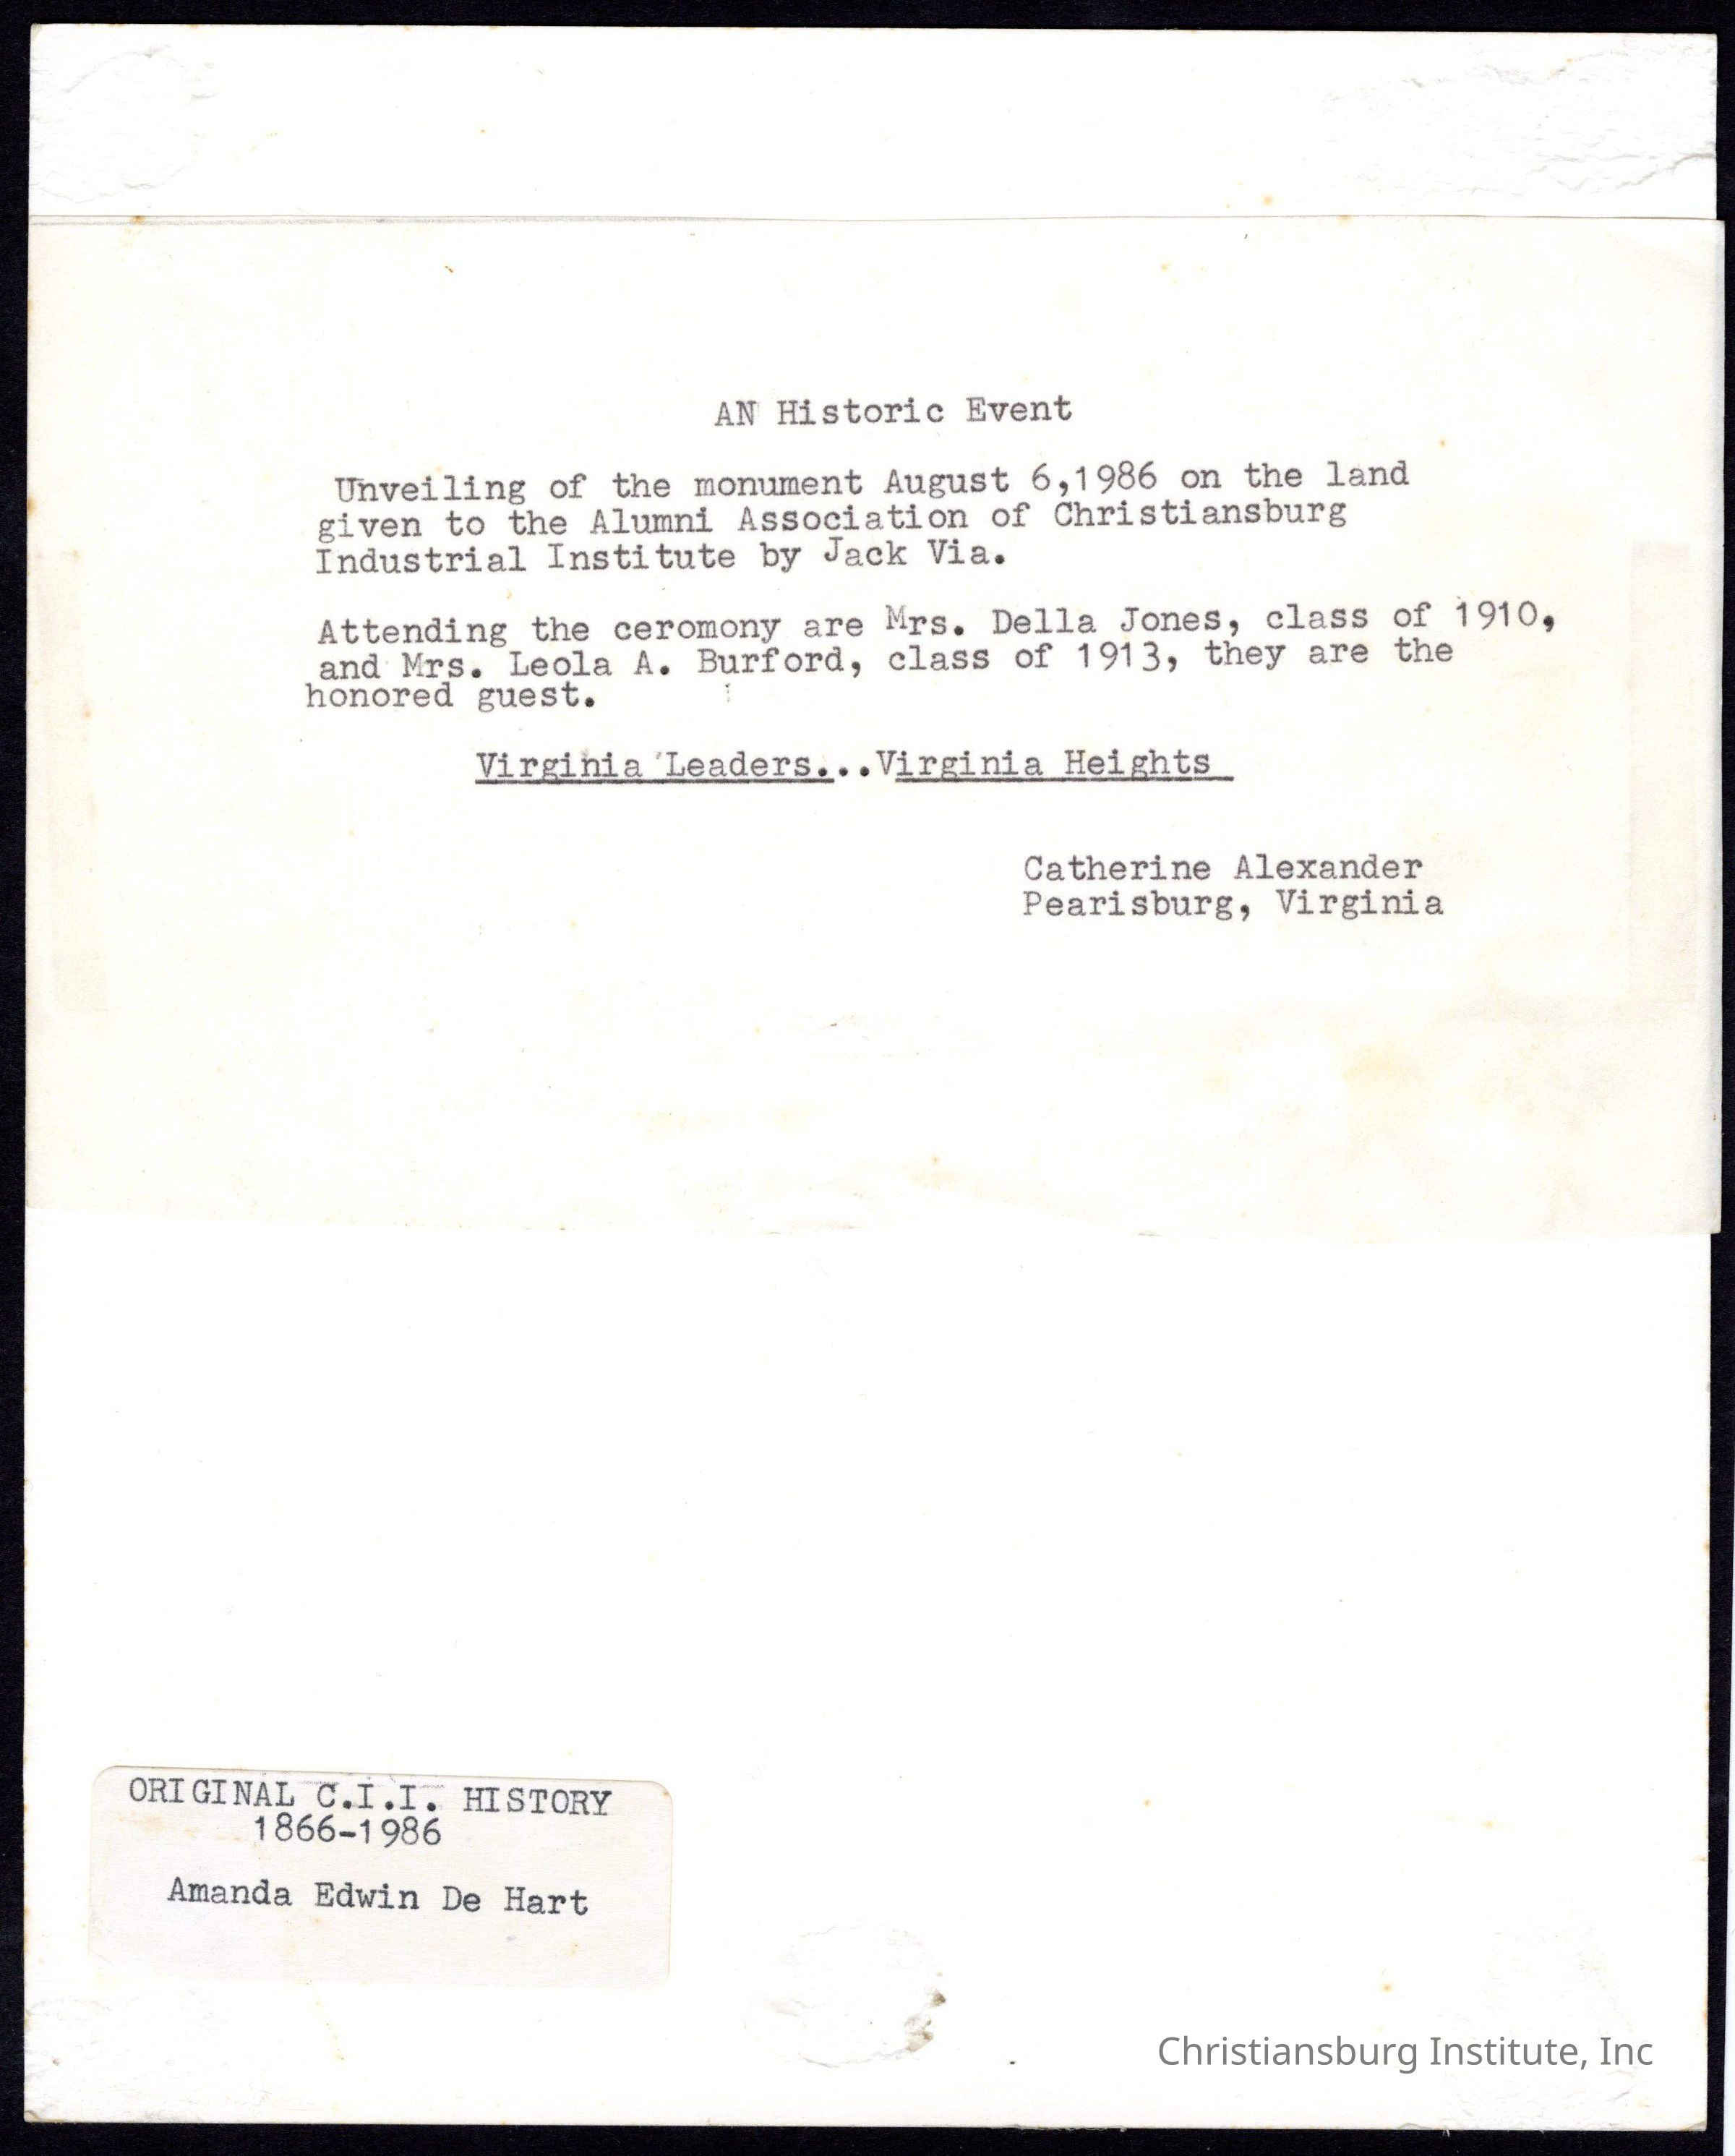 AN Historic Event
Unveiling of the monument August 6,1986 on the land
given to the Alumni Association of Christiansburg
Industrial Institute by Jack Via.
Attending the ceromony are Mrs. Della Jones, class of 1910,
and Mrs. Leola A. Burford, class of 1913, they are the
honored guest.
Virginia Leaders...Virginia Heights
Catherine Alexander
Pearisburg, Virginia
ORIGINAL C.I.I. HISTORY
1866-1986
Amanda Edwin De Hart
Christiansburg Institute, Inc